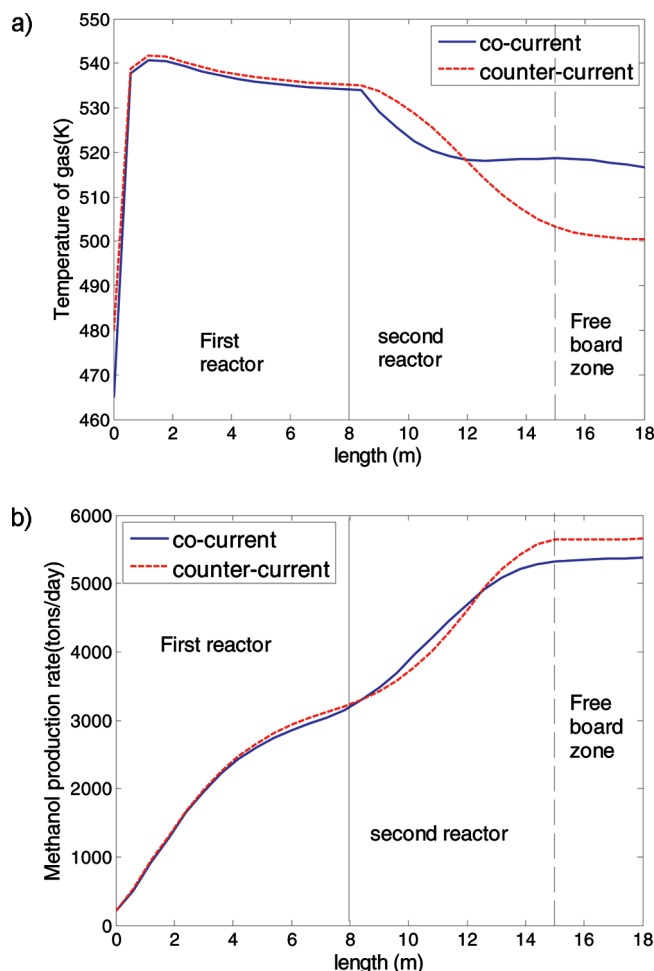 a)
Temperature of gas(K)
550
540
530
520
510
500
490
480
470
460
co-current
counter-current
First
reactor
second
reactor
Free
board
zone
0 2 4 6 8 10 12 14 16 18
length (m)
b)
Methanol production rate(tons/day)
6000
5000
4000
3000
2000
1000
0
co-current
counter-current
First reactor
second reactor
Free
board
zone
0 2 4 6 8 10 12 14 16 18
length (m)